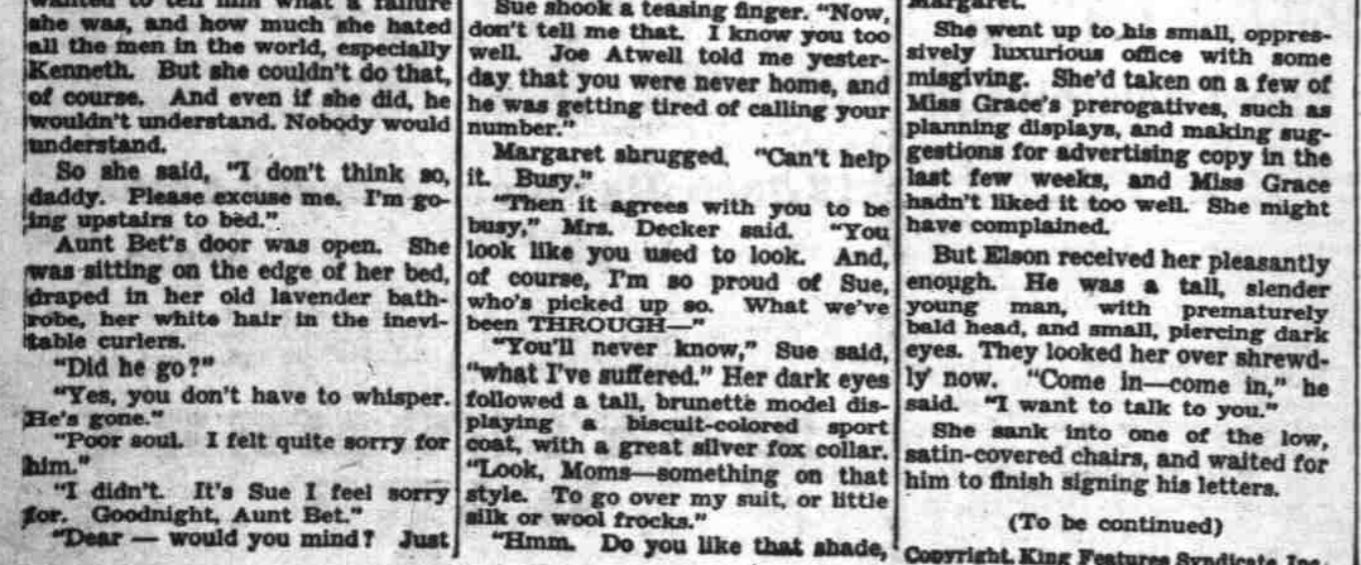 wanted to tell him what a failure
she was, and how much she hated
all the men in the world, especially
Kenneth. But she couldn't do that,
of course. And even if she did, he
wouldn't understand. Nobody would
understand.
So she said, "I don't think so,
daddy. Please excuse me. I'm go-
ing upstairs to bed."
Aunt Bet's door was open. She
was sitting on the edge of her bed,
draped in her old lavender bath-
robe, her white hair in the inevi-
table curlers.
"Did he go?"
"Yes, you don't have to whisper.
He's gone."
"Poor soul. I felt quite sorry for
him."
"I didn't. It's Sue I feel sorry
for. Goodnight, Aunt Bet."
"Dear — would you mind? Just
Sue shook a teasing finger. "Now,
don't tell me that. I know you too
well. Joe Atwell told me yester-
day that you were never home, and
he was getting tired of calling your
number."
Margaret shrugged. "Can't help
it. Busy."
"Then it agrees with you to be
busy," Mrs. Decker said. "You
look like you used to look. And,
of course, I'm so proud of Sue,
who's picked up so. What we've
been THROUGH—"
"You'll never know," Sue said,
"what I've suffered." Her dark eyes
followed a tall, brunette model dis-
playing a biscuit-colored sport
coat, with a great silver fox collar.
"Look, Moms—something on that
style. To go over my suit, or little
silk or wool frocks."
"Hmm. Do you like that shade,
Margaret.
She went up to his small, oppres-
sively luxurious office with some
misgiving. She'd taken on a few of
Miss Grace's prerogatives, such as
planning displays, and making sug-
gestions for advertising copy in the
last few weeks, and Miss Grace
hadn't liked it too well. She might
have complained.
But Elson received her pleasantly
enough. He was a tall, slender
young man, with prematurely
bald head, and small, piercing dark
eyes. They looked her over shrewd-
ly now. "Come in—come in," he
said. "I want to talk to you."
She sank into one of the low,
satin-covered chairs, and waited for
him to finish signing his letters.
(To be continued)
Copyright, King Features Syndicate Inc.